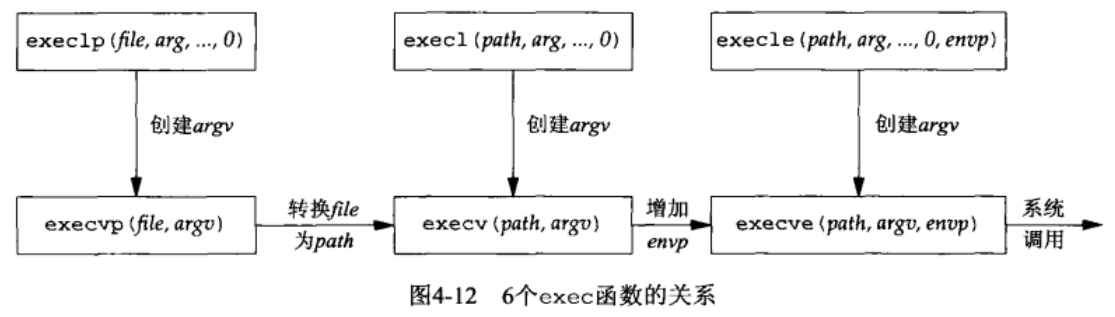 execlp(file, arg, ..., 0)
execl(path, arg, ..., 0)
execle(path, arg, ..., 0, envp)
创建argv
创建argv
创建argv
execvp(file, argv)
转换file
为path
execv(path, argv)
增加
envp
execve(path, argv, envp)
系统
调用
图4-12 6个exec函数的关系